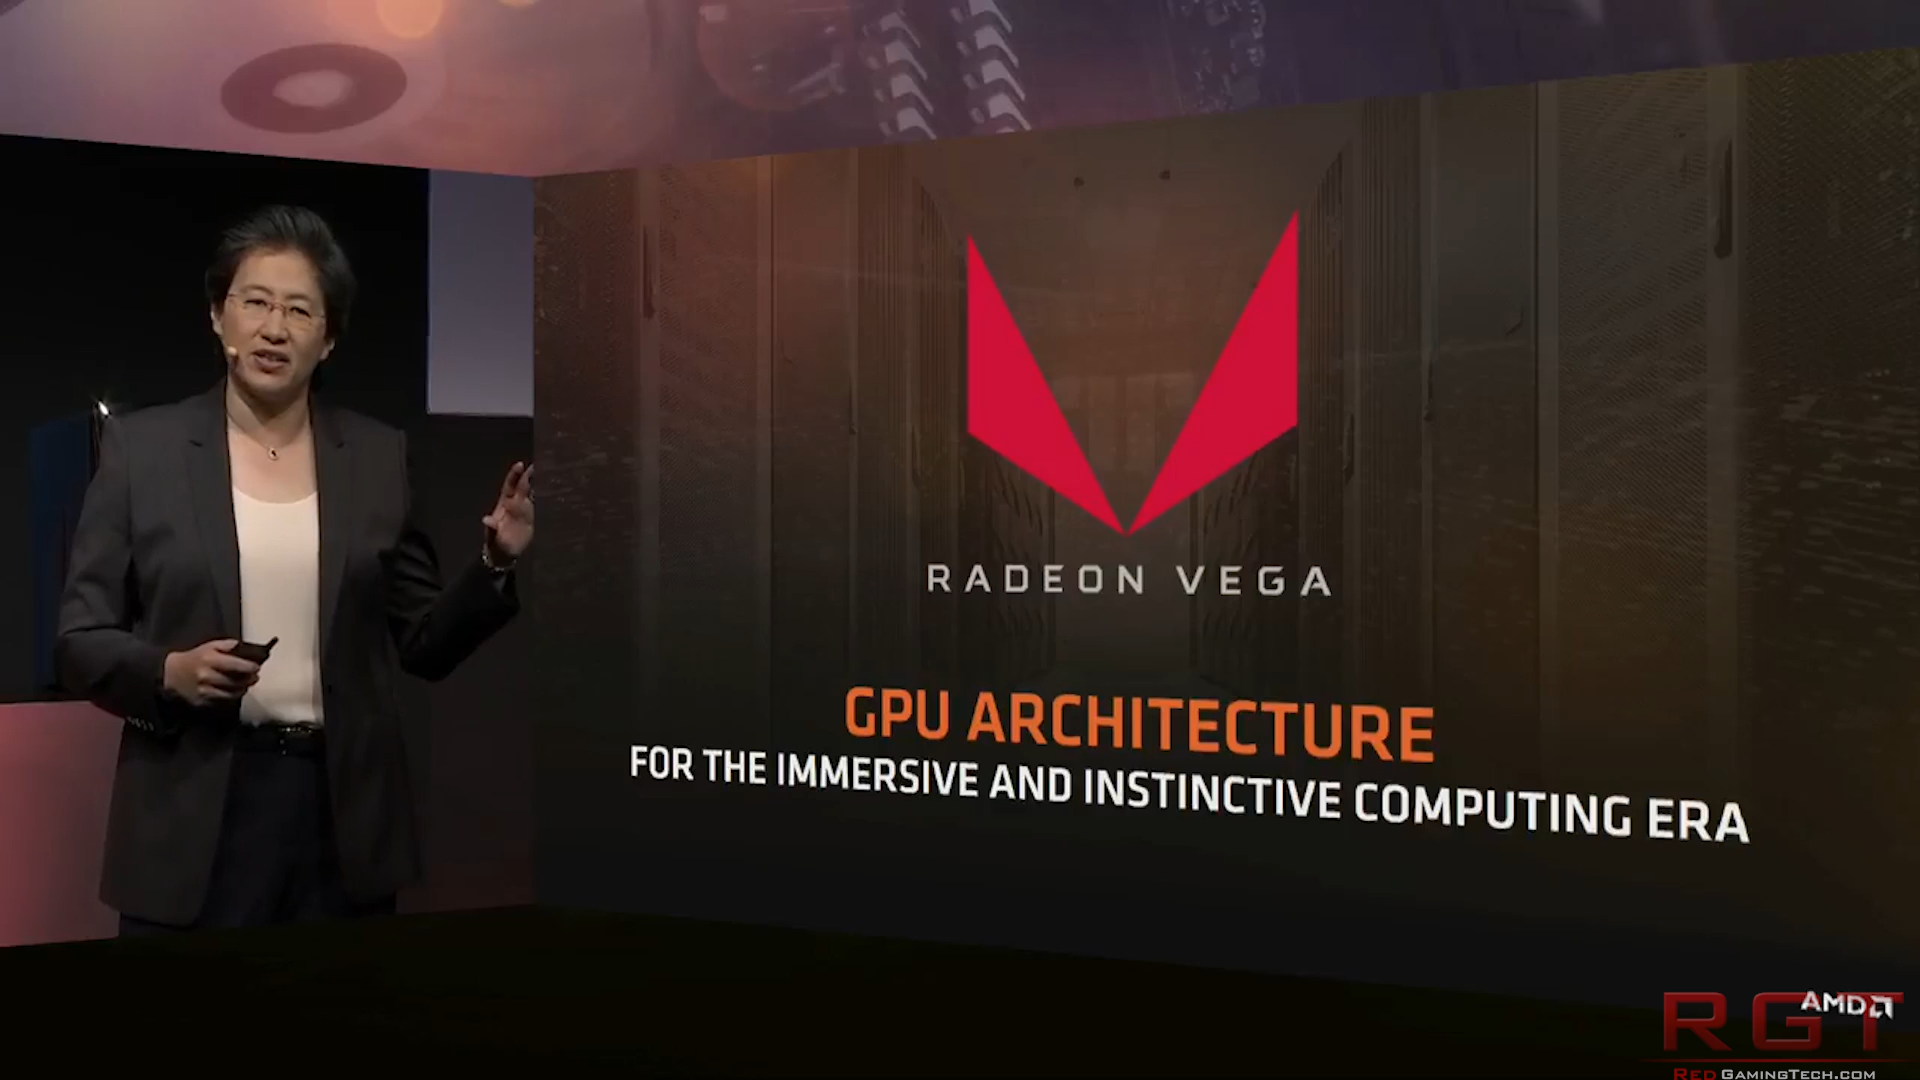 RADEON VEGA
GPU ARCHITECTURE
FOR THE IMMERSIVE AND INSTINCTIVE COMPUTING ERA
AMD
RGT
REDGAMINGTECH.COM